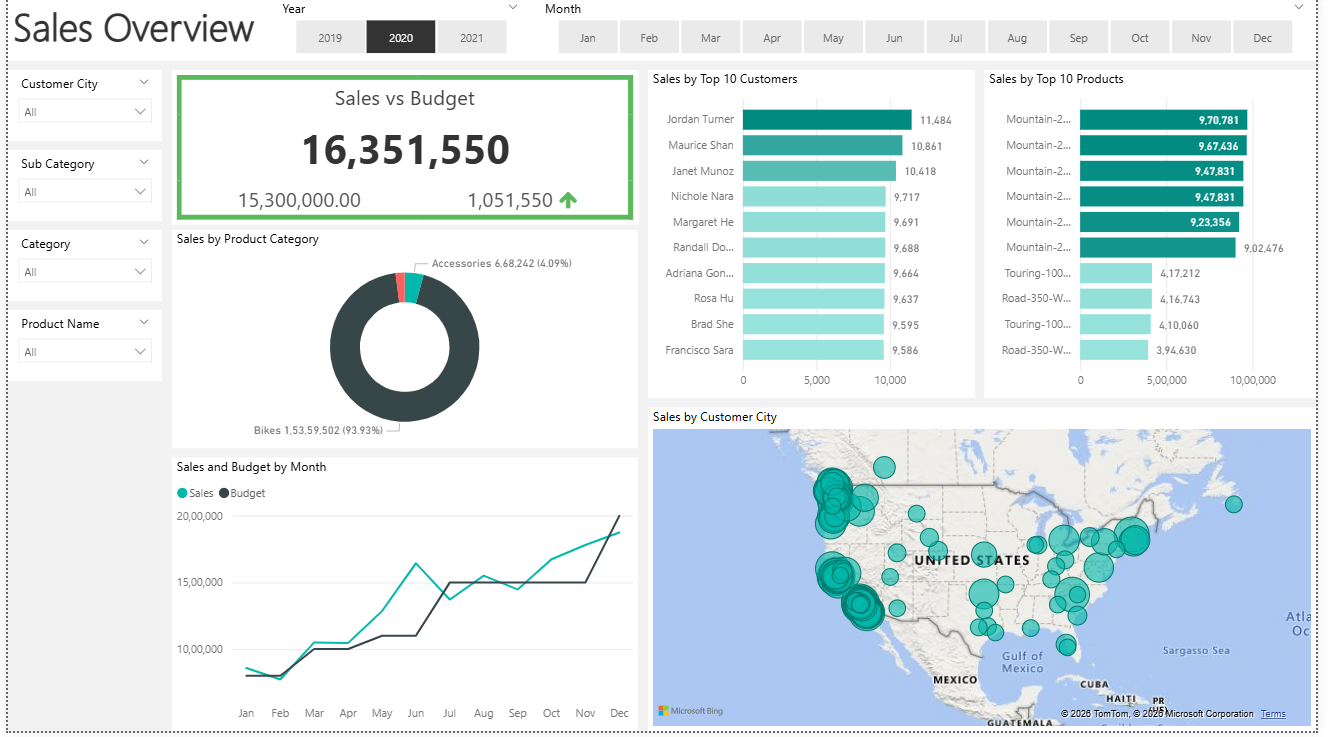 Sales Overview
Year
2019 2020 2021
Month
Jan Feb Mar Apr May Jun Jul Aug Sep Oct Nov Dec
Customer City
All
Sub Category
All
Category
All
Product Name
All
Sales vs Budget
16,351,550
15,300,000.00 1,051,550
Sales by Product Category
Accessories 6,68,242 (4.09%)
Bikes 1,53,59,502 (93.93%)
Sales and Budget by Month
Sales Budget
20,00,000
15,00,000
10,00,000
Jan Feb Mar Apr May Jun Jul Aug Sep Oct Nov Dec
Sales by Top 10 Customers
Jordan Turner 11,484
Maurice Shan 10,861
Janet Munoz 10,418
Nichole Nara 9,717
Margaret He 9,691
Randall Do... 9,688
Adriana Gon... 9,664
Rosa Hu 9,637
Brad She 9,595
Francisco Sara 9,586
0 5,000 10,000
Sales by Top 10 Products
Mountain-2... 9,70,781
Mountain-2... 9,67,436
Mountain-2... 9,47,831
Mountain-2... 9,47,831
Mountain-2... 9,23,356
Mountain-2... 9,02,476
Touring-100... 4,17,212
Road-350-W... 4,16,743
Touring-100... 4,10,060
Road-350-W... 3,94,630
0 5,00,000 10,00,000
Sales by Customer City
UNITED STATES
Atla
Oc
Gulf of
Mexico
Sargasso Sea
MEXICO
CUBA
HAITI
PR
(US)
GUATEMALA
Microsoft Bing
© 2026 TomTom, © 2026 Microsoft Corporation Terms